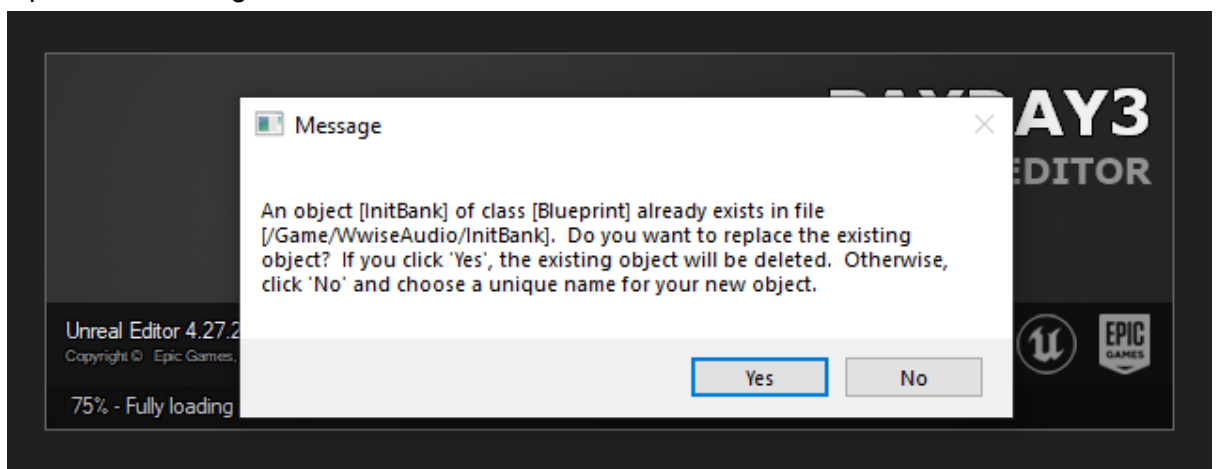 AY3
EDITOR
Message
An object [InitBank] of class [Blueprint] already exists in file
[/Game/WwiseAudio/InitBank].  Do you want to replace the existing
object?  If you click 'Yes', the existing object will be deleted.  Otherwise,
click 'No' and choose a unique name for your new object.
Unreal Editor 4.27.2
Copyright © Epic Games,
EPIC
GAMES
Yes
No
75% - Fully loading